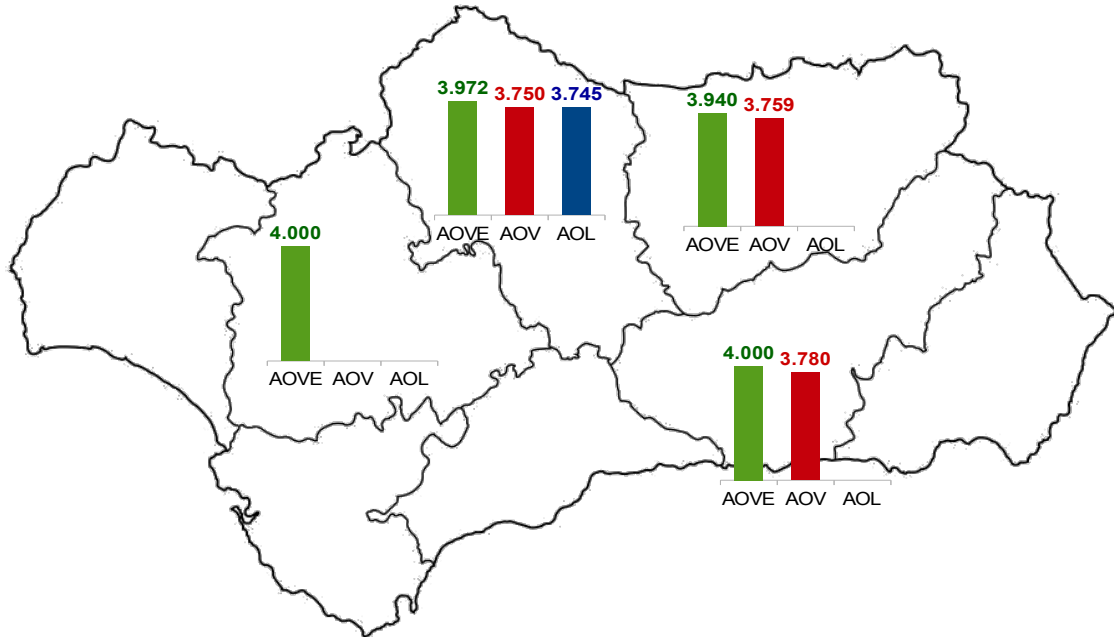 3.972 3.750 3.745
AOVE AOV AOL
3.940 3.759
AOVE AOV AOL
4.000
AOVE AOV AOL
4.000 3.780
AOVE AOV AOL